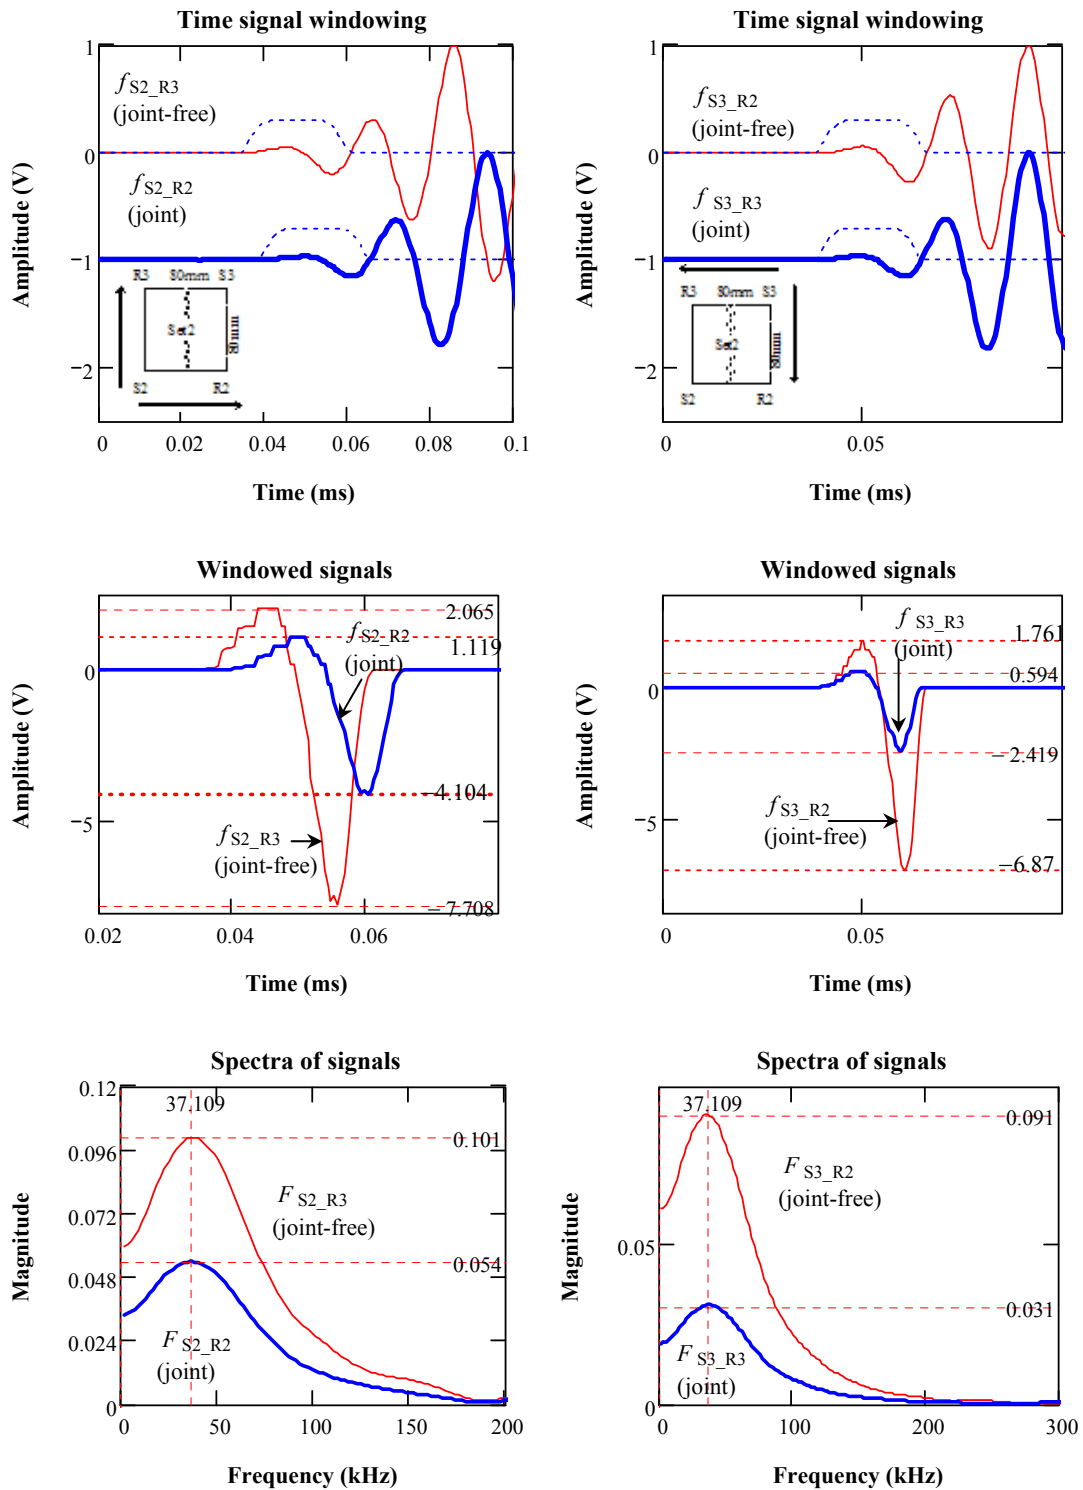 Time signal windowing
1
f S2_R3
(joint-free)
0
f S2_R2
(joint)
−1
R3 80mm S3
Set2
80mm
S2 R2
−2
Amplitude (V)
0 0.02 0.04 0.06 0.08 0.1
Time (ms)
Time signal windowing
1
f S3_R2
(joint-free)
0
f S3_R3
(joint)
−1
R3 80mm S3
Set2
80mm
S2 R2
−2
Amplitude (V)
0 0.05
Time (ms)
Windowed signals
2.065
f S2_R2
(joint)
1.119
0
−4.104
−5
f S2_R3
(joint-free)
−7.708
Amplitude (V)
0.02 0.04 0.06
Time (ms)
Windowed signals
f S3_R3
(joint)
1.761
0.594
0
−2.419
f S3_R2
(joint-free)
−5
−6.87
Amplitude (V)
0.05
Time (ms)
Spectra of signals
0.12
37.109
0.101
0.096
F S2_R3
(joint-free)
0.072
0.054
0.048
0.024
F S2_R2
(joint)
0
Magnitude
0 50 100 150 200
Frequency (kHz)
Spectra of signals
37.109
0.091
F S3_R2
(joint-free)
0.05
0.031
F S3_R3
(joint)
0
Magnitude
0 100 200 300
Frequency (kHz)